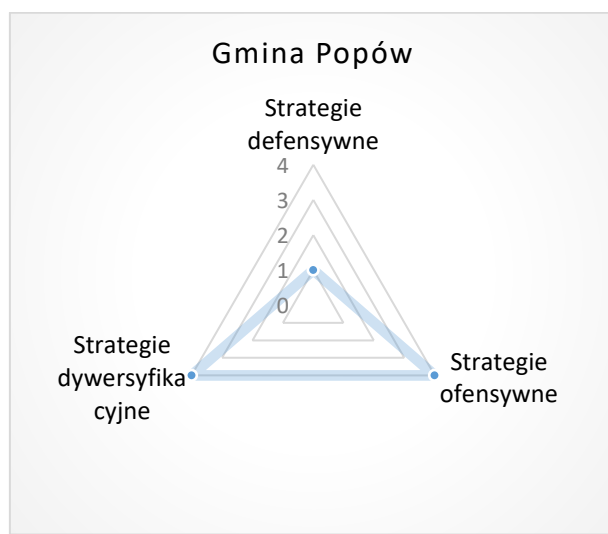 Gmina Popów
Strategie
defensywne
4
3
2
1
0
Strategie
ofensywne
Strategie
dywersyfika
cyjne